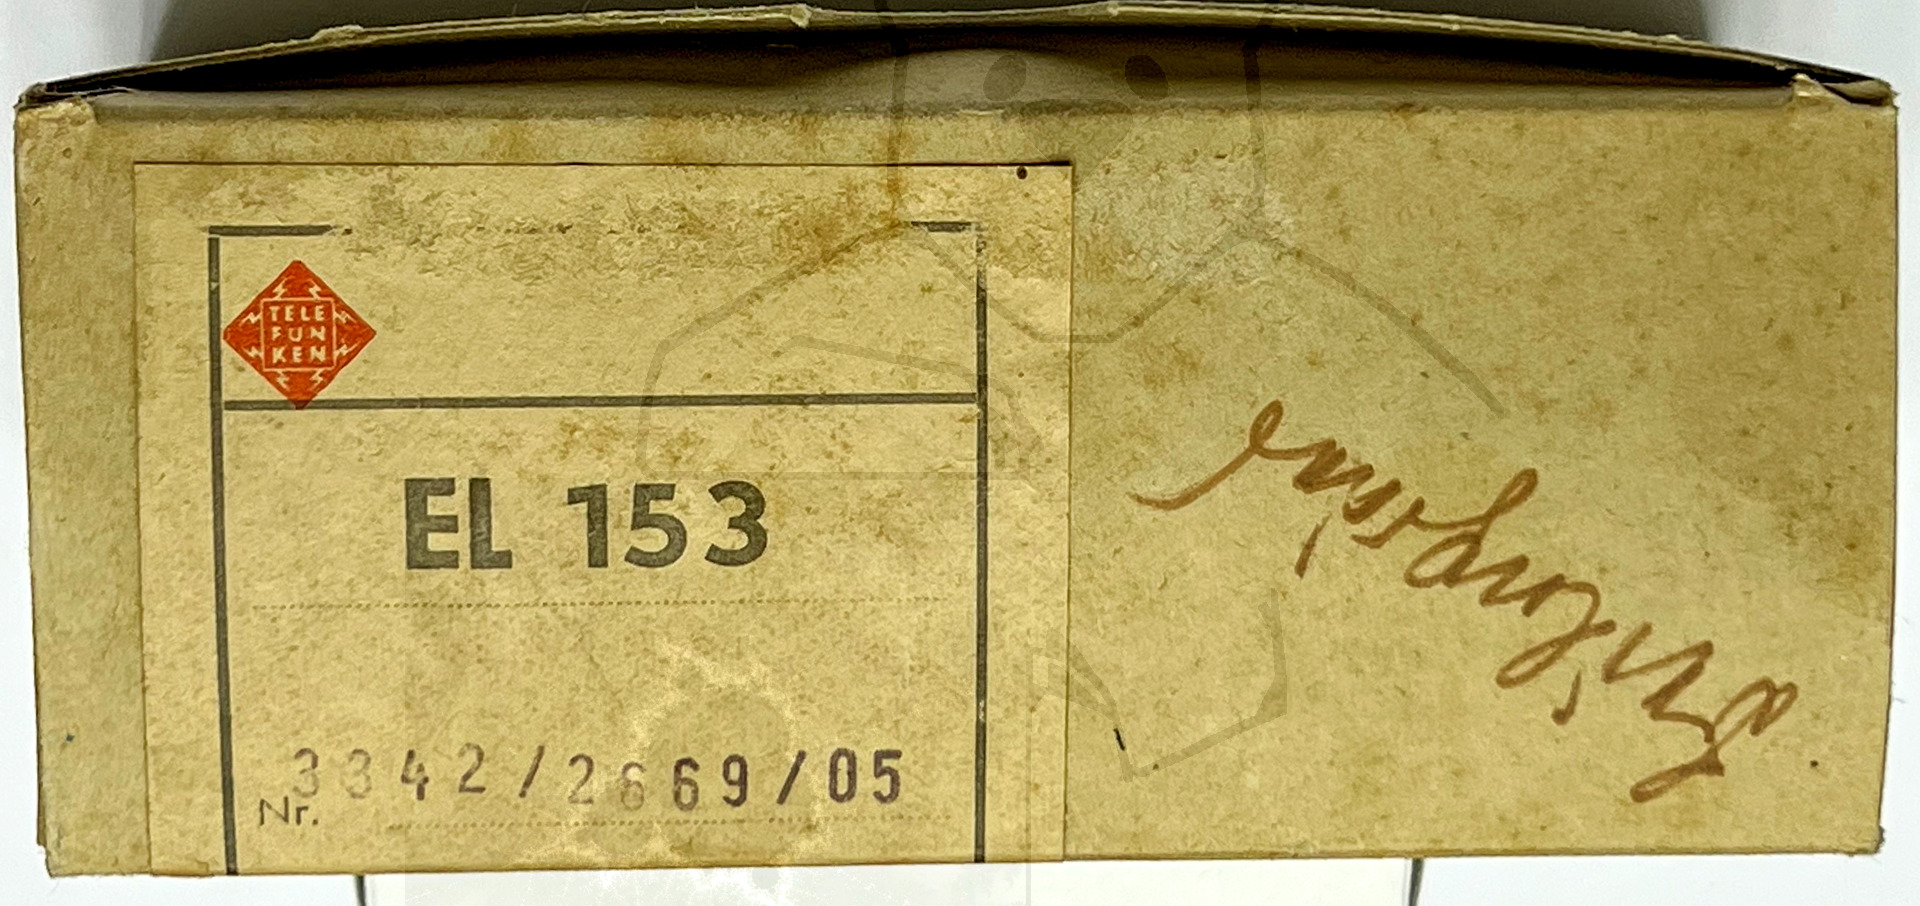 TELE
FUN
KEN
EL 153
3342/2669/05
Nr.